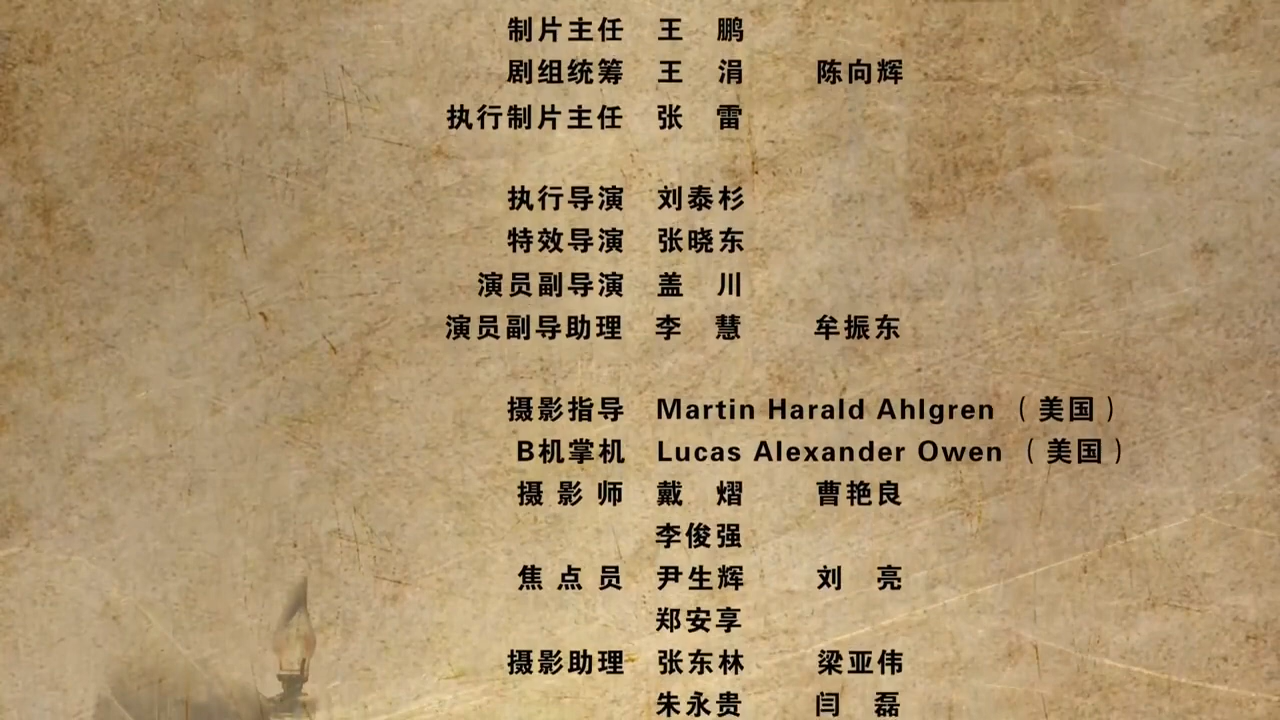 制片主任 王 鹏
剧组统筹 王 涓 陈向辉
执行制片主任 张 雷
执行导演 刘泰杉
特效导演 张晓东
演员副导演 盖 川
演员副导助理 李 慧 牟振东
摄影指导 Martin Harald Ahlgren （美国）
B机掌机 Lucas Alexander Owen （美国）
摄 影 师 戴 熠 曹艳良
李俊强
焦 点 员 尹生辉 刘 亮
郑安享
摄影助理 张东林 梁亚伟
朱永贵 闫 磊